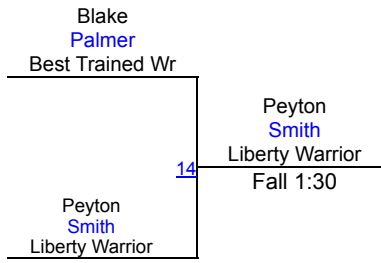 Blake
Palmer
Best Trained Wr
Peyton
Smith
Liberty Warrior
14
Fall 1:30
Peyton
Smith
Liberty Warrior